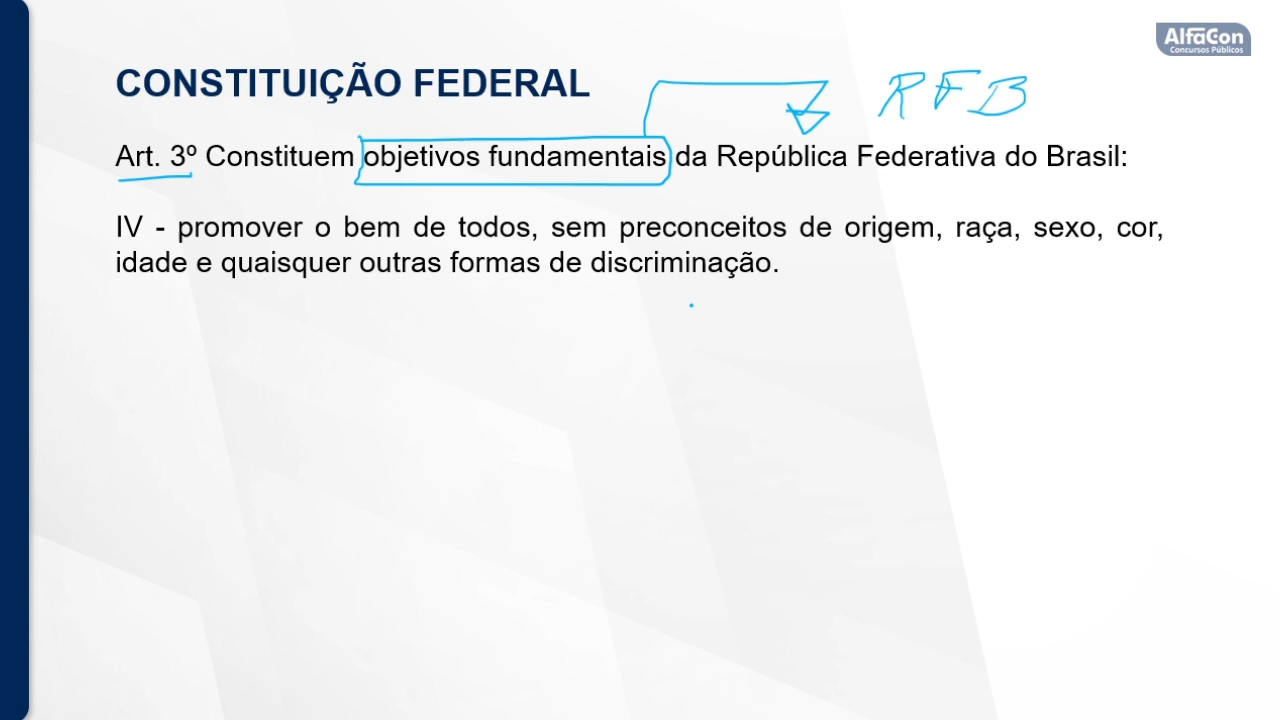 AlfaCon
Concursos Públicos
CONSTITUIÇÃO FEDERAL
RFB
Art. 3º Constituem objetivos fundamentais da República Federativa do Brasil:
IV - promover o bem de todos, sem preconceitos de origem, raça, sexo, cor,
idade e quaisquer outras formas de discriminação.